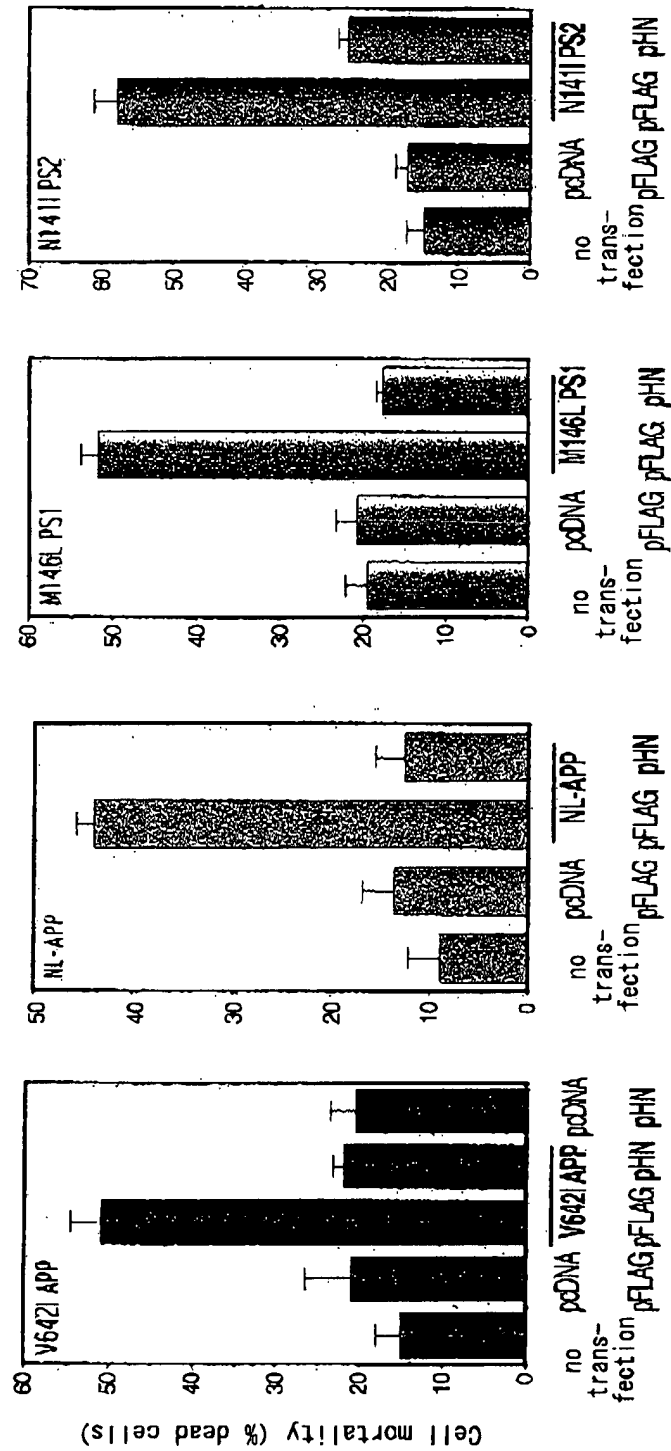 Cell mortality (% dead cells)
V642I APP
60
50
40
30
20
10
0
no trans-fection
pcDNA V642I APP pcDNA
pFLAG pFLAG pHN pHN
NL-APP
50
40
30
20
10
0
no trans-fection
pcDNA NL-APP
pFLAG pFLAG pHN
M146L PS1
60
50
40
30
20
10
0
no trans-fection
pcDNA M146L PS1
pFLAG pFLAG pHN
N141I PS2
70
60
50
40
30
20
10
0
no trans-fection
pcDNA N141I PS2
pFLAG pFLAG pHN